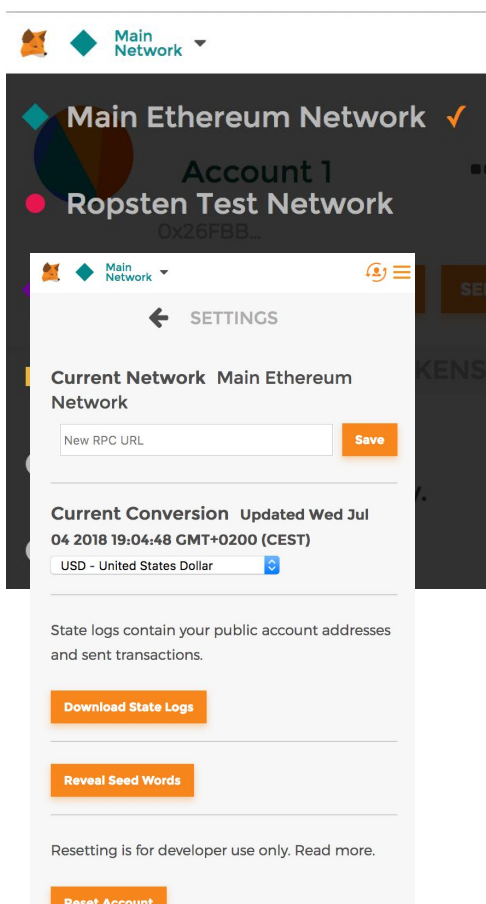 Main
Network
Main Ethereum Network ✓
Account 1
Ropsten Test Network
0x26FBB...
SE
KENS
Main
Network
SETTINGS
Current Network Main Ethereum
Network
New RPC URL
Save
Current Conversion Updated Wed Jul
04 2018 19:04:48 GMT+0200 (CEST)
USD - United States Dollar
State logs contain your public account addresses
and sent transactions.
Download State Logs
Reveal Seed Words
Resetting is for developer use only. Read more.
Reset Account